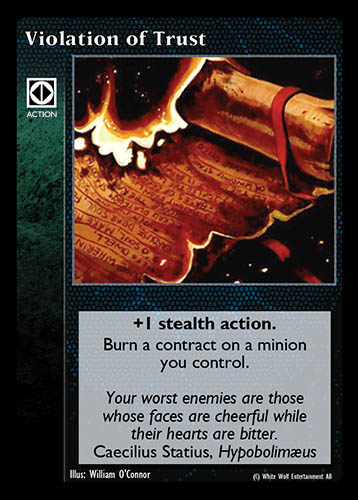 Violation of Trust
ACTION
+1 stealth action.
Burn a contract on a minion
you control.
Your worst enemies are those
whose faces are cheerful while
their hearts are bitter.
Caecilius Statius, Hypobolimæus
Illus: William O'Connor
(C) White Wolf Entertainment AB